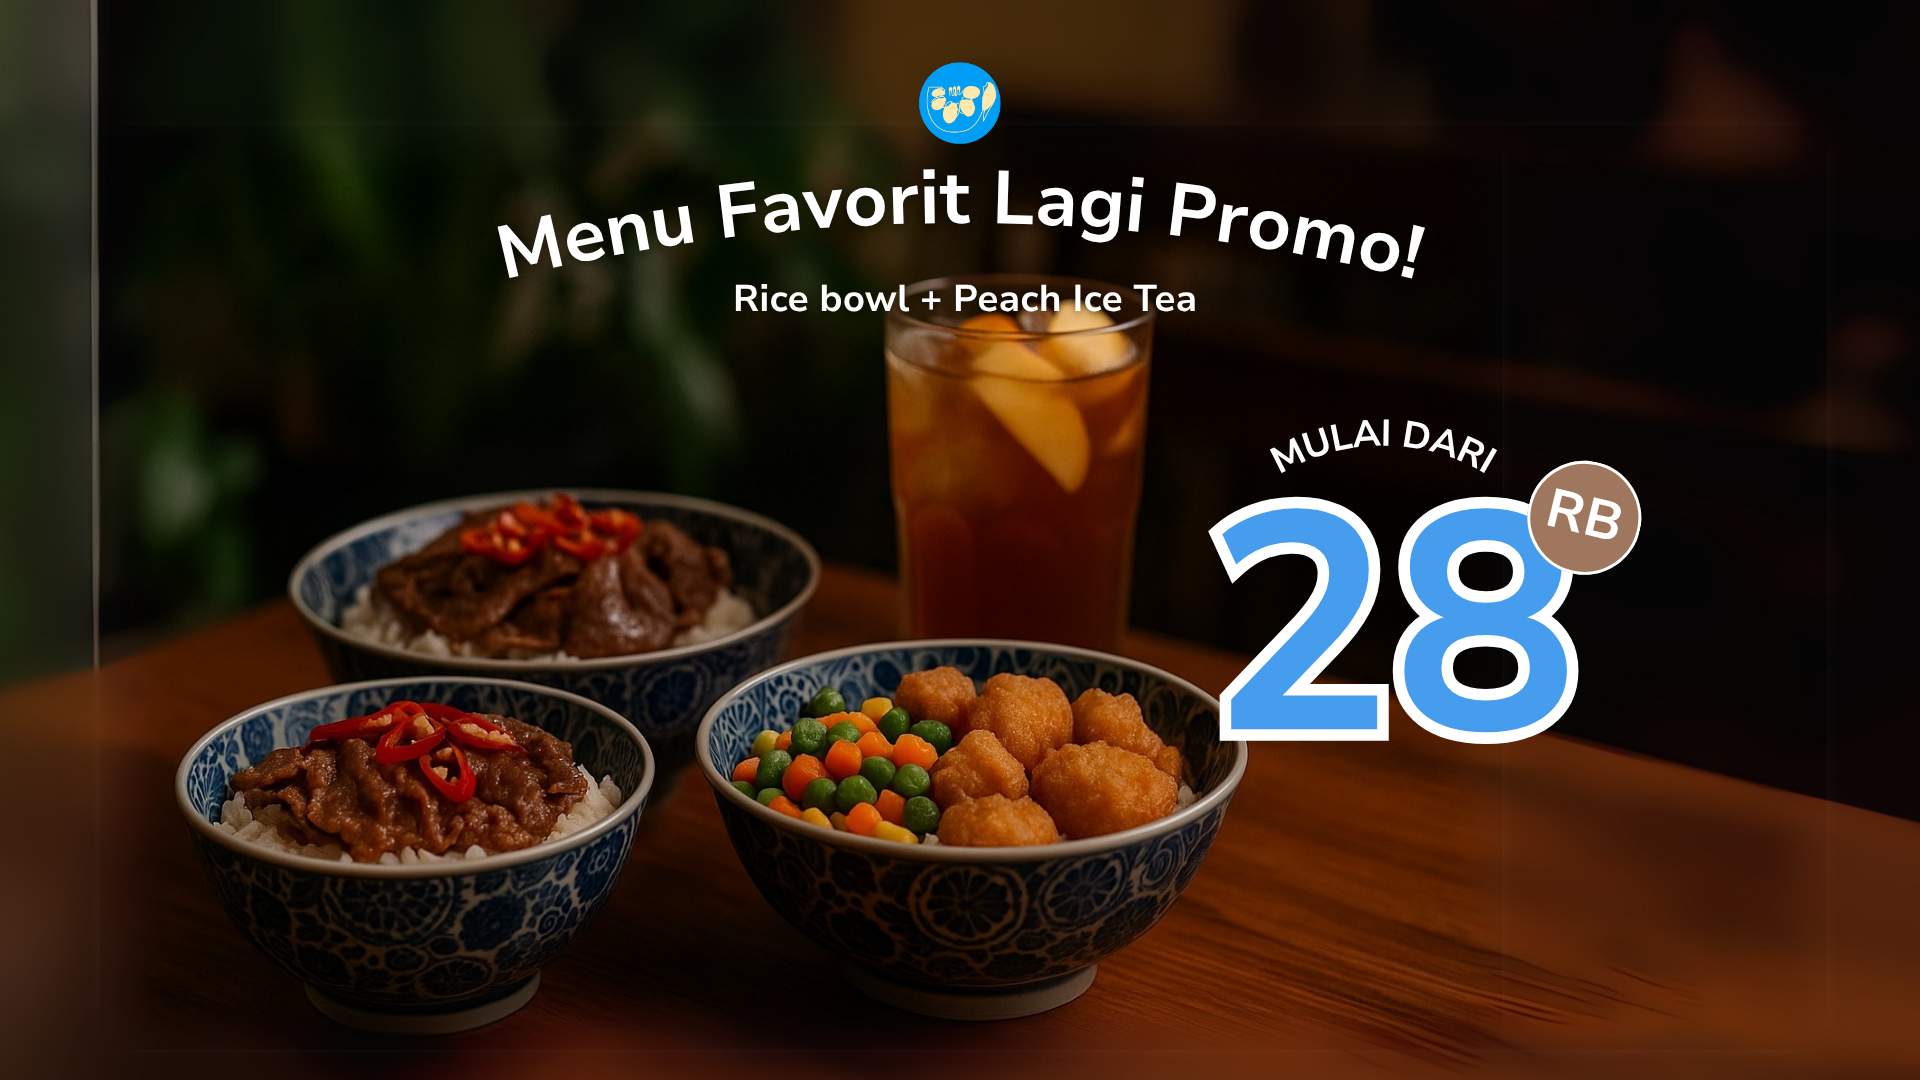 Menu Favorit Lagi Promo!
Rice bowl + Peach Ice Tea
MULAI DARI
28 RB